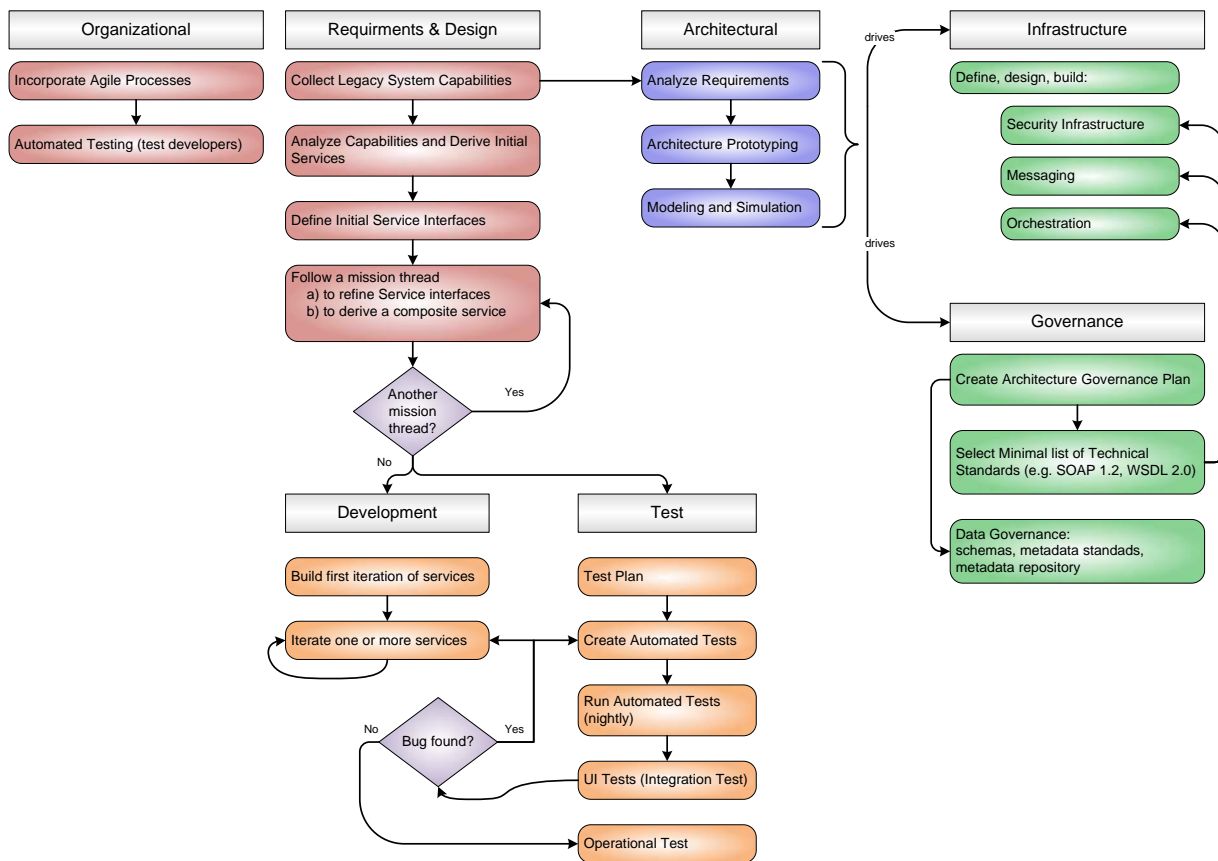 Organizational
Incorporate Agile Processes
Automated Testing (test developers)
Requirments & Design
Collect Legacy System Capabilities
Analyze Capabilities and Derive Initial
Services
Define Initial Service Interfaces
Follow a mission thread
a) to refine Service interfaces
b) to derive a composite service
Another
mission
thread?
Yes
No
Architectural
Analyze Requirements
Architecture Prototyping
Modeling and Simulation
drives
drives
Infrastructure
Define, design, build:
Security Infrastructure
Messaging
Orchestration
Governance
Create Architecture Governance Plan
Select Minimal list of Technical
Standards (e.g. SOAP 1.2, WSDL 2.0)
Data Governance:
schemas, metadata standads,
metadata repository
Development
Build first iteration of services
Iterate one or more services
Test
Test Plan
Create Automated Tests
Run Automated Tests
(nightly)
UI Tests (Integration Test)
No
Bug found?
Yes
Operational Test